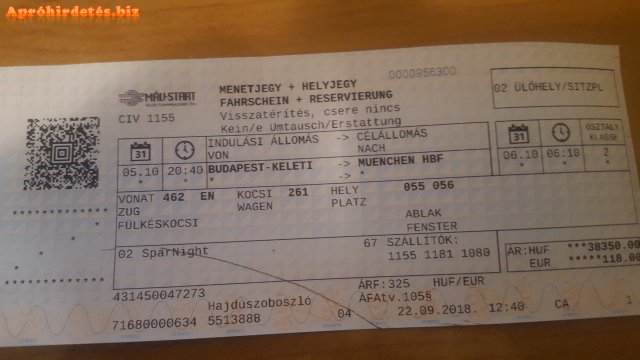 Apróhirdetés.biz
MÁV-START
MENETJEGY + HELYJEGY
FAHRSCHEIN + RESERVIERUNG
0000956300
02 ÜLŐHELY/SITZPL
CIV 1155
Visszatérités, csere nincs
Kein/e Umtausch/Erstattung
31
INDULÁSI ÁLLOMÁS -> CÉLÁLLOMÁS
VON NACH
31
OSZTÁLY
KLASSE
05.10 20:40 BUDAPEST-KELETI -> MUENCHEN HBF 06.10 06:10 2
* * * -> * * * *
VONAT 462 EN KOCSI 261 HELY 055 056
ZUG WAGEN PLATZ
FÜLKÉSKOCSI
ABLAK
FENSTER
02 SparNight
67 SZÁLLÍTÓK:
1155 1181 1080
ÁR:HUF ***38350.00
EUR *****118.00
431450047273
ÁRF:325 HUF/EUR
ÁFAtv.105§
Hajdúszoboszló
71680000634 5513888 04 22.09.2018. 12:40 CA 1